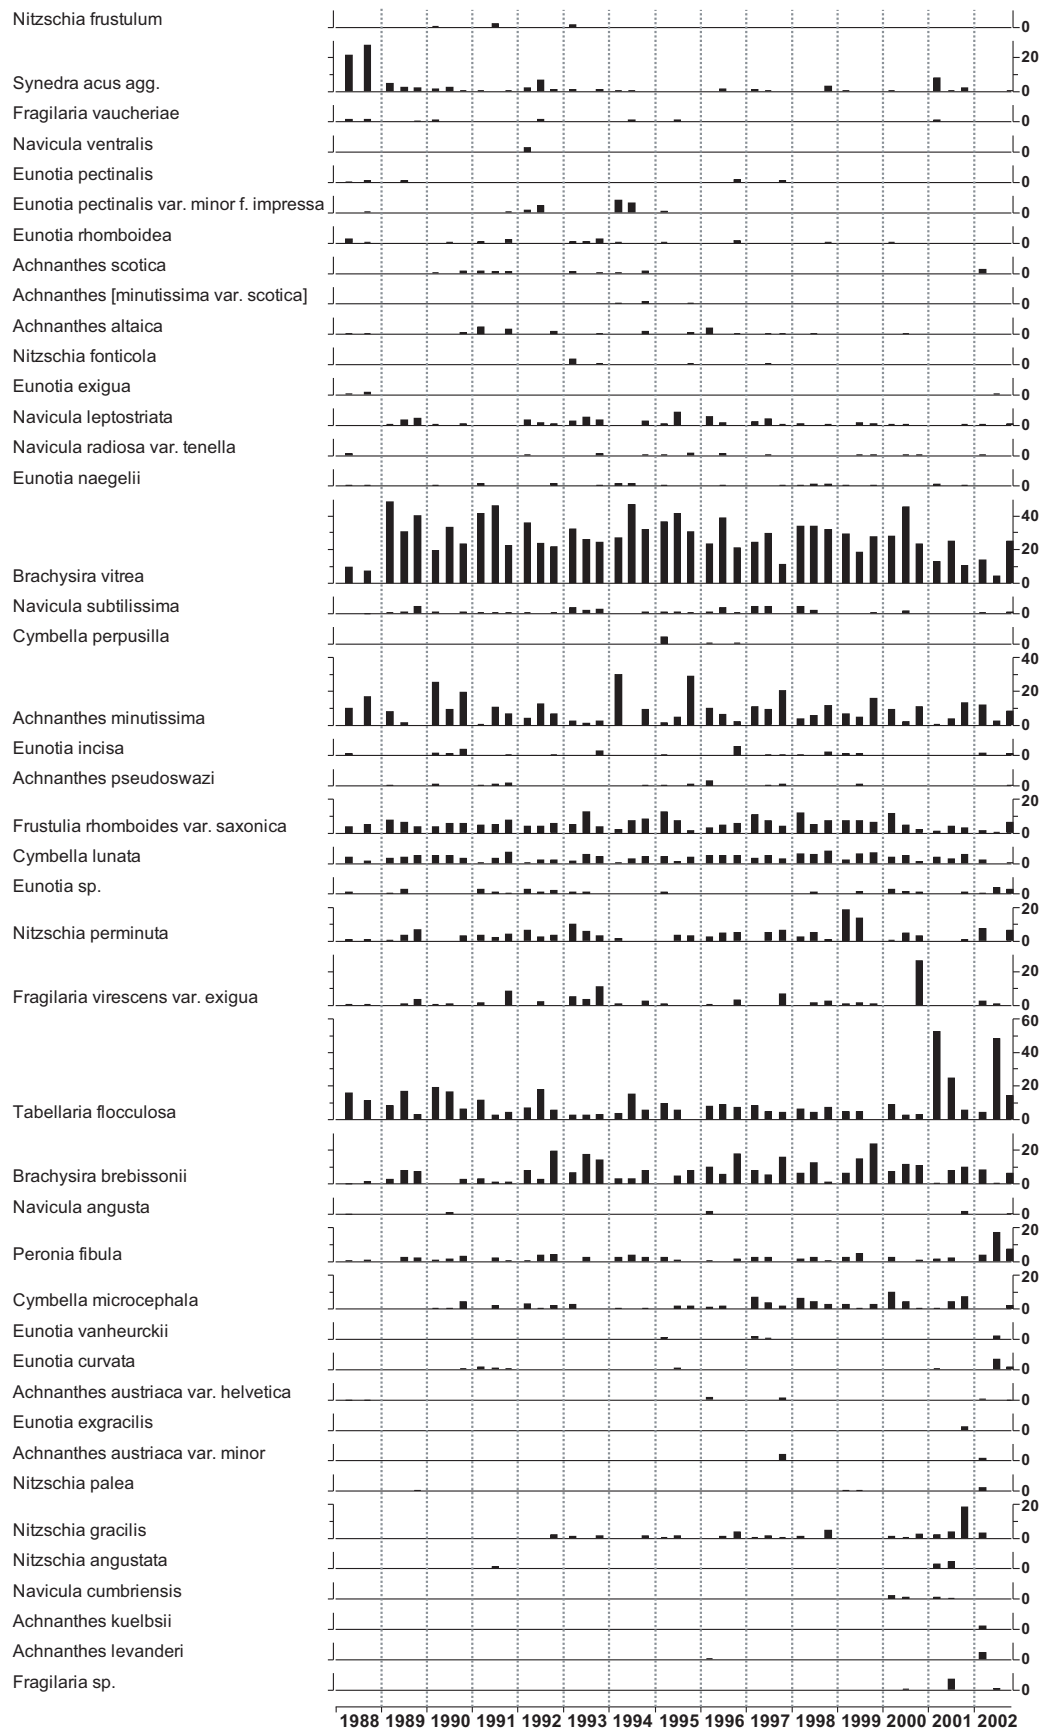 Nitzschia frustulum 0
20
Synedra acus agg. 0
Fragilaria vaucheriae 0
Navicula ventralis 0
Eunotia pectinalis 0
Eunotia pectinalis var. minor f. impressa 0
Eunotia rhomboidea 0
Achnanthes scotica 0
Achnanthes [minutissima var. scotica] 0
Achnanthes altaica 0
Nitzschia fonticola 0
Eunotia exigua 0
Navicula leptostriata 0
Navicula radiosa var. tenella 0
Eunotia naegelii 0
40
20
Brachysira vitrea 0
Navicula subtilissima 0
Cymbella perpusilla 0
40
20
Achnanthes minutissima 0
Eunotia incisa 0
Achnanthes pseudoswazi 0
20
Frustulia rhomboides var. saxonica 0
Cymbella lunata 0
Eunotia sp. 0
20
Nitzschia perminuta 0
20
Fragilaria virescens var. exigua 0
60
40
20
Tabellaria flocculosa 0
20
Brachysira brebissonii 0
Navicula angusta 0
20
Peronia fibula 0
20
Cymbella microcephala 0
Eunotia vanheurckii 0
Eunotia curvata 0
Achnanthes austriaca var. helvetica 0
Eunotia exgracilis 0
Achnanthes austriaca var. minor 0
Nitzschia palea 0
20
Nitzschia gracilis 0
Nitzschia angustata 0
Navicula cumbriensis 0
Achnanthes kuelbsii 0
Achnanthes levanderi 0
Fragilaria sp. 0
1988 1989 1990 1991 1992 1993 1994 1995 1996 1997 1998 1999 2000 2001 2002